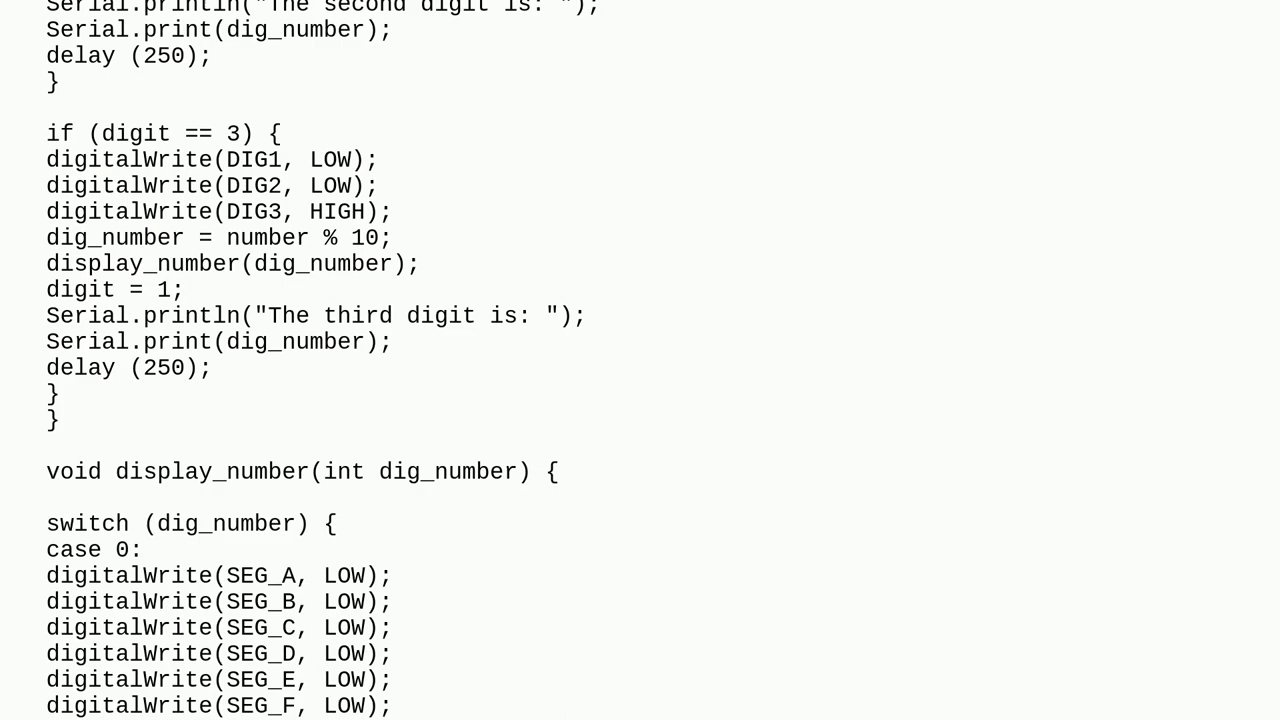 Serial.println("The second digit is: ");
Serial.print(dig_number);
delay (250);
}
if (digit == 3) {
digitalWrite(DIG1, LOW);
digitalWrite(DIG2, LOW);
digitalWrite(DIG3, HIGH);
dig_number = number % 10;
display_number(dig_number);
digit = 1;
Serial.println("The third digit is: ");
Serial.print(dig_number);
delay (250);
}
}
void display_number(int dig_number) {
switch (dig_number) {
case 0:
digitalWrite(SEG_A, LOW);
digitalWrite(SEG_B, LOW);
digitalWrite(SEG_C, LOW);
digitalWrite(SEG_D, LOW);
digitalWrite(SEG_E, LOW);
digitalWrite(SEG_F, LOW);